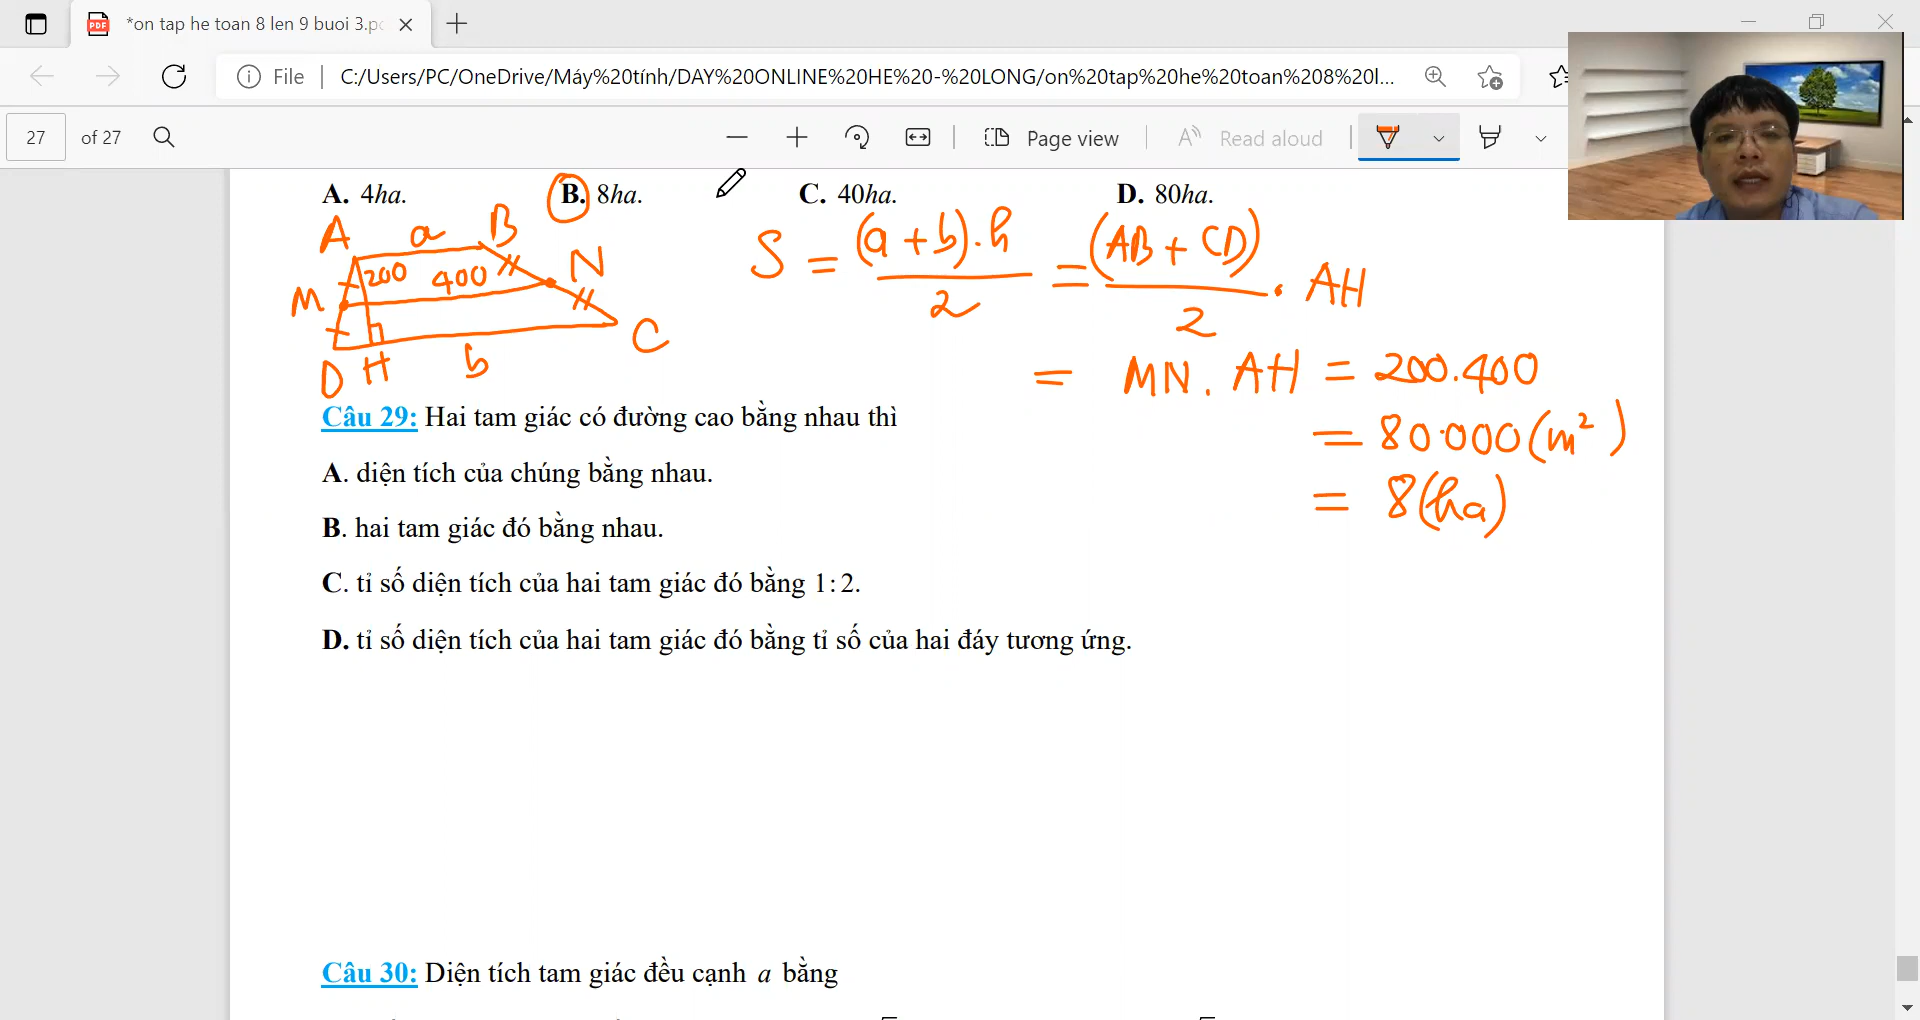 *on tap he toan 8 len 9 buoi 3.pc
File C:/Users/PC/OneDrive/Máy%20tính/DAY%20ONLINE%20HE%20-%20LONG/on%20tap%20he%20toan%208%20l...
27 of 27 Page view Read aloud
A. 4ha. B. 8ha. C. 40ha. D. 80ha.
A a B
200 400 N
M
D H b C
S = (a + b).h / 2 = (AB + CD) / 2 . AH
= MN. AH = 200.400
= 80.000 (m²)
= 8 (ha)
Câu 29: Hai tam giác có đường cao bằng nhau thì
A. diện tích của chúng bằng nhau.
B. hai tam giác đó bằng nhau.
C. tỉ số diện tích của hai tam giác đó bằng 1:2.
D. tỉ số diện tích của hai tam giác đó bằng tỉ số của hai đáy tương ứng.
Câu 30: Diện tích tam giác đều cạnh a bằng